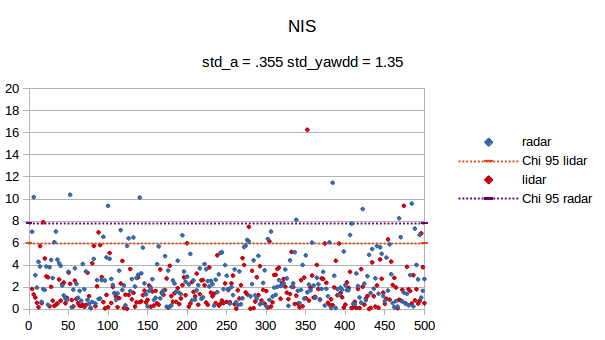 NIS
std_a = .355 std_yawdd = 1.35
20
18
16
14
12
10
8
6
4
2
0
0 50 100 150 200 250 300 350 400 450 500
radar
Chi 95 lidar
lidar
Chi 95 radar